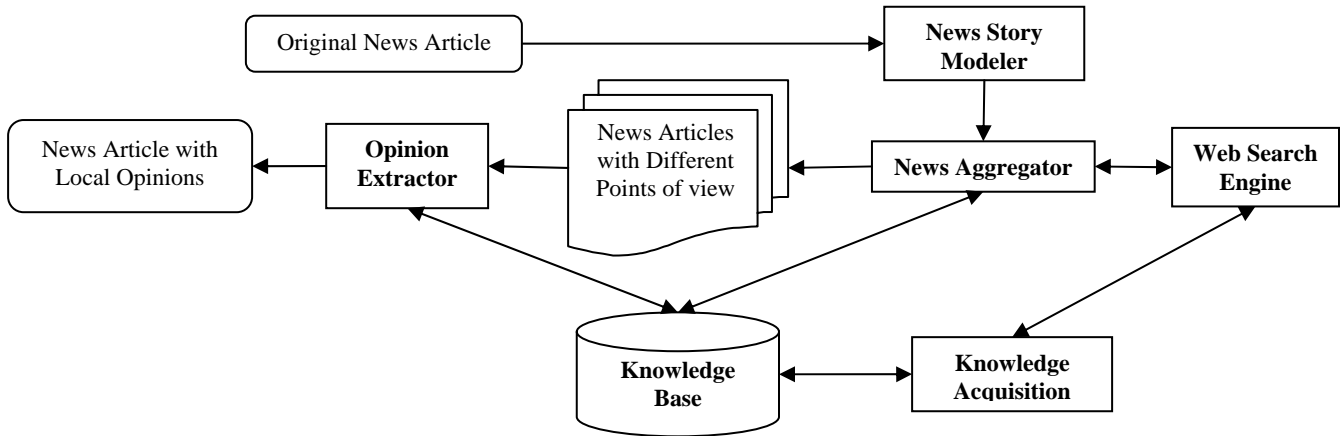 Original News Article
News Story
Modeler
News Article with
Local Opinions
Opinion
Extractor
News Articles
with Different
Points of view
News Aggregator
Web Search
Engine
Knowledge
Base
Knowledge
Acquisition